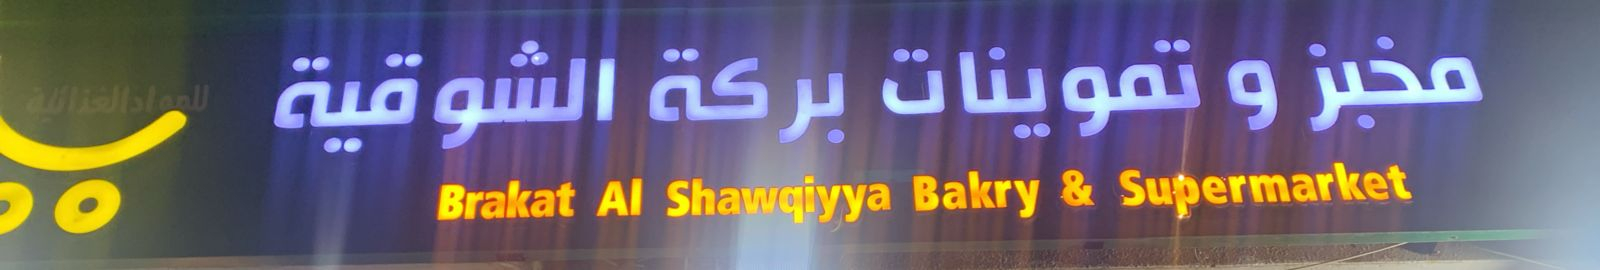 مخبز و تموينات بركة الشوقية
للمواد الغذائية
Brakat Al Shawqiyya Bakry & Supermarket